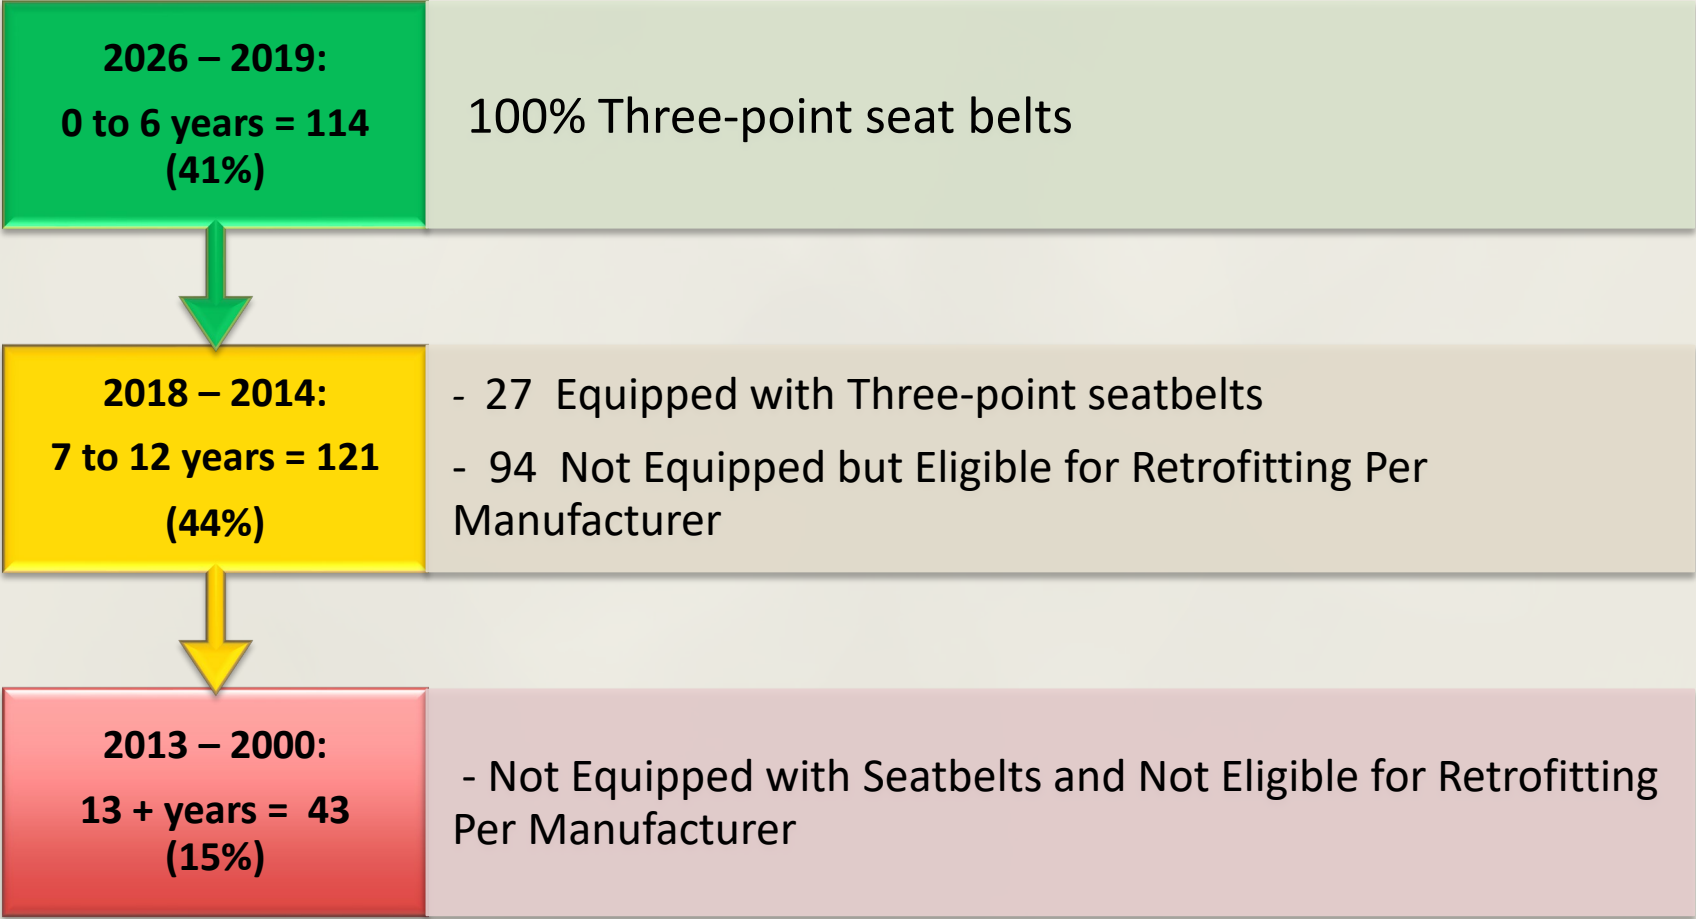 2026 – 2019:
0 to 6 years = 114
(41%)
100% Three-point seat belts
2018 – 2014:
7 to 12 years = 121
(44%)
- 27 Equipped with Three-point seatbelts
- 94 Not Equipped but Eligible for Retrofitting Per
Manufacturer
2013 – 2000:
13 + years = 43
(15%)
- Not Equipped with Seatbelts and Not Eligible for Retrofitting
Per Manufacturer